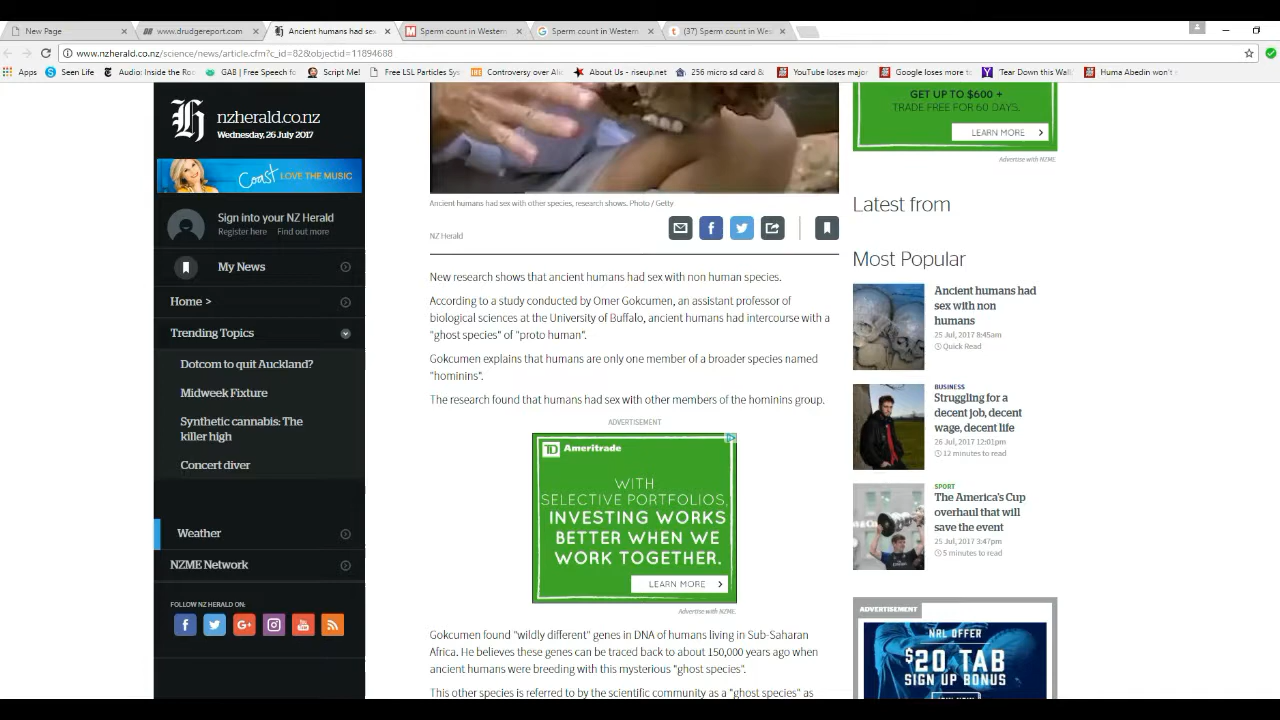 New Page
www.drudgereport.com
Ancient humans had sex
Sperm count in Western
Sperm count in Western
(37) Sperm count in Wes
www.nzherald.co.nz/science/news/article.cfm?c_id=82&objectid=11894688
Apps
Seen Life
Audio: Inside the Ro
GAB | Free Speech fo
Script Me!
Free LSL Particles Sys
Controversy over Ali
About Us - riseup.net
256 micro sd card &
YouTube loses major
Google loses more t
'Tear Down this Wall
Huma Abedin won't
nzherald.co.nz
Wednesday, 26 July 2017
Coast LOVE THE MUSIC
Sign into your NZ Herald
Register here Find out more
My News
Home >
Trending Topics
Dotcom to quit Auckland?
Midweek Fixture
Synthetic cannabis: The
killer high
Concert diver
Weather
NZME Network
FOLLOW NZ HERALD ON:
Ancient humans had sex with other species, research shows. Photo / Getty
NZ Herald
New research shows that ancient humans had sex with non human species.
According to a study conducted by Omer Gokcumen, an assistant professor of
biological sciences at the University of Buffalo, ancient humans had intercourse with a
"ghost species" of "proto human".
Gokcumen explains that humans are only one member of a broader species named
"hominins".
The research found that humans had sex with other members of the hominins group.
ADVERTISEMENT
TD Ameritrade
WITH
SELECTIVE PORTFOLIOS,
INVESTING WORKS
BETTER WHEN WE
WORK TOGETHER.
LEARN MORE
Advertise with NZME.
Gokcumen found "wildly different" genes in DNA of humans living in Sub-Saharan
Africa. He believes these genes can be traced back to about 150,000 years ago when
ancient humans were breeding with this mysterious "ghost species".
This other species is referred to by the scientific community as a "ghost species" as
GET UP TO $600 +
TRADE FREE FOR 60 DAYS.
LEARN MORE
Advertise with NZME.
Latest from
Most Popular
Ancient humans had
sex with non
humans
25 Jul, 2017 8:45am
Quick Read
BUSINESS
Struggling for a
decent job, decent
wage, decent life
26 Jul, 2017 12:01pm
13 minutes to read
SPORT
The America's Cup
overhaul that will
save the event
25 Jul, 2017 3:47pm
5 minutes to read
ADVERTISEMENT
NRL OFFER
$20 TAB
SIGN UP BONUS